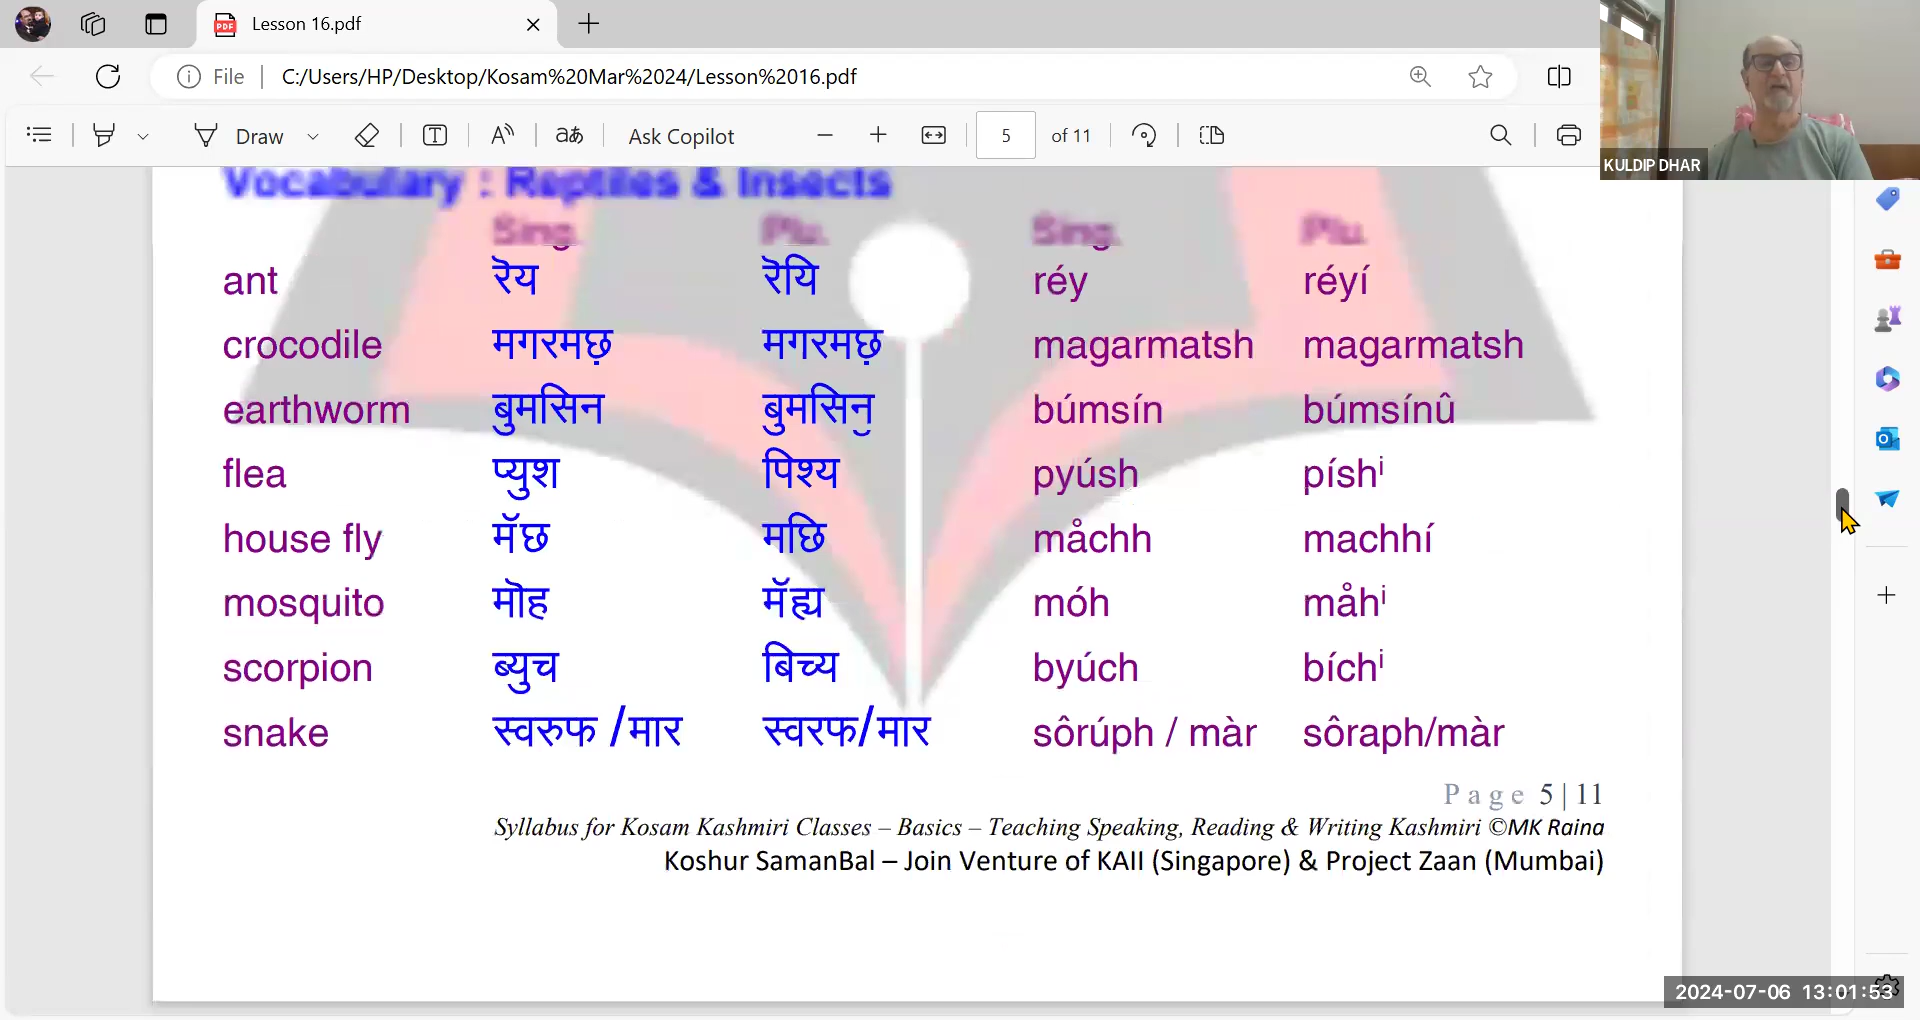 Lesson 16.pdf
File | C:/Users/HP/Desktop/Kosam%20Mar%2024/Lesson%2016.pdf
Draw Ask Copilot 5 of 11
KULDIP DHAR
Vocabulary : Reptiles & Insects
Sing. Plu. Sing. Plu.
ant रॆय रॆयि réy réyí
crocodile मगरमछ़ मगरमछ़ magarmatsh magarmatsh
earthworm बुमसिन बुमसिनॖ búmsín búmsínû
flea प्युश पिश्य pyúsh píshⁱ
house fly मॅछ मछि måchh machhí
mosquito मॊह मॅह्य móh måhⁱ
scorpion ब्युच बिच्य byúch bíchⁱ
snake स्वरुफ /मार स्वरफ/मार sôrúph / màr sôraph/màr
Page 5|11
Syllabus for Kosam Kashmiri Classes – Basics – Teaching Speaking, Reading & Writing Kashmiri ©MK Raina
Koshur SamanBal – Join Venture of KAII (Singapore) & Project Zaan (Mumbai)
2024-07-06 13:01:53